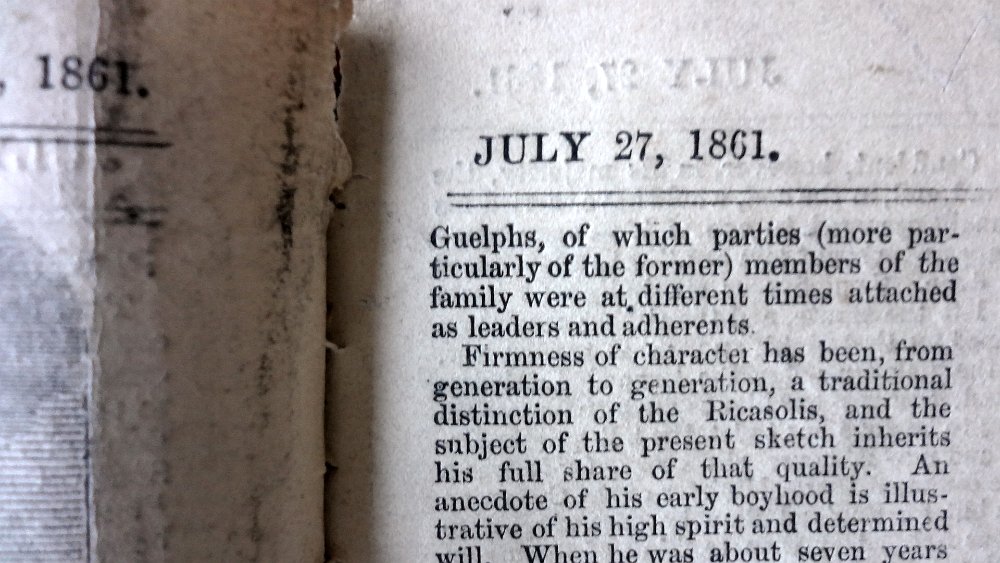 , 1861.
JULY 27, 1861.
Guelphs, of which parties (more par-
ticularly of the former) members of the
family were at different times attached
as leaders and adherents.
Firmness of character has been, from
generation to generation, a traditional
distinction of the Ricasolis, and the
subject of the present sketch inherits
his full share of that quality. An
anecdote of his early boyhood is illus-
trative of his high spirit and determined
will. When he was about seven years